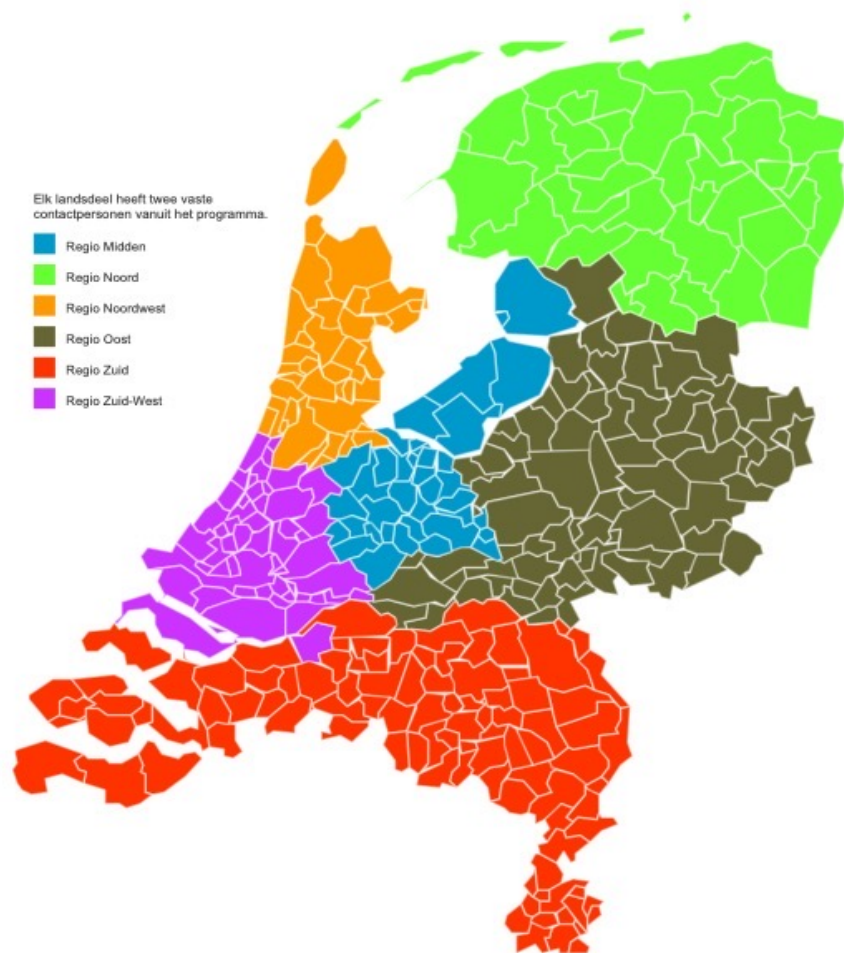 Elk landsdeel heeft twee vaste
contactpersonen vanuit het programma.
Regio Midden
Regio Noord
Regio Noordwest
Regio Oost
Regio Zuid
Regio Zuid-West